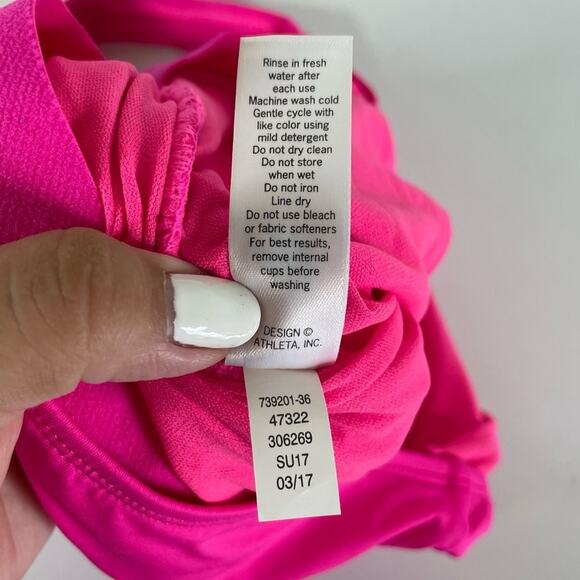 Rinse in fresh
water after
each use
Machine wash cold
Gentle cycle with
like color using
mild detergent
Do not dry clean
Do not store
when wet
Do not iron
Line dry
Do not use bleach
or fabric softeners
For best results,
remove internal
cups before
washing
DESIGN ©
ATHLETA, INC.
739201-36
47322
306269
SU17
03/17